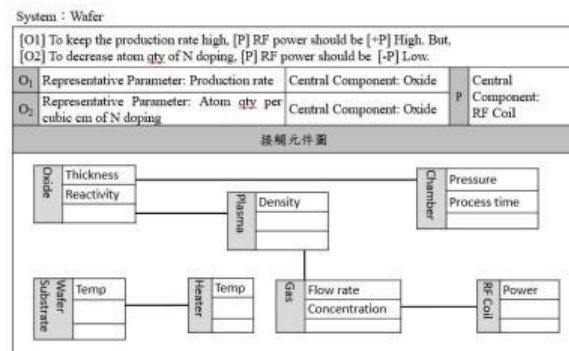 System：Wafer
[O1] To keep the production rate high, [P] RF power should be [+P] High. But,
[O2] To decrease atom qty of N doping, [P] RF power should be [-P] Low.
O1 Representative Parameter: Production rate Central Component: Oxide
P Central Component: RF Coil
O2 Representative Parameter: Atom qty per cubic cm of N doping Central Component: Oxide
接觸元件圖
Oxide
Thickness
Reactivity
Plasma
Density
Chamber
Pressure
Process time
Wafer Substrate
Temp
Heater
Temp
Gas
Flow rate
Concentration
RF Coil
Power